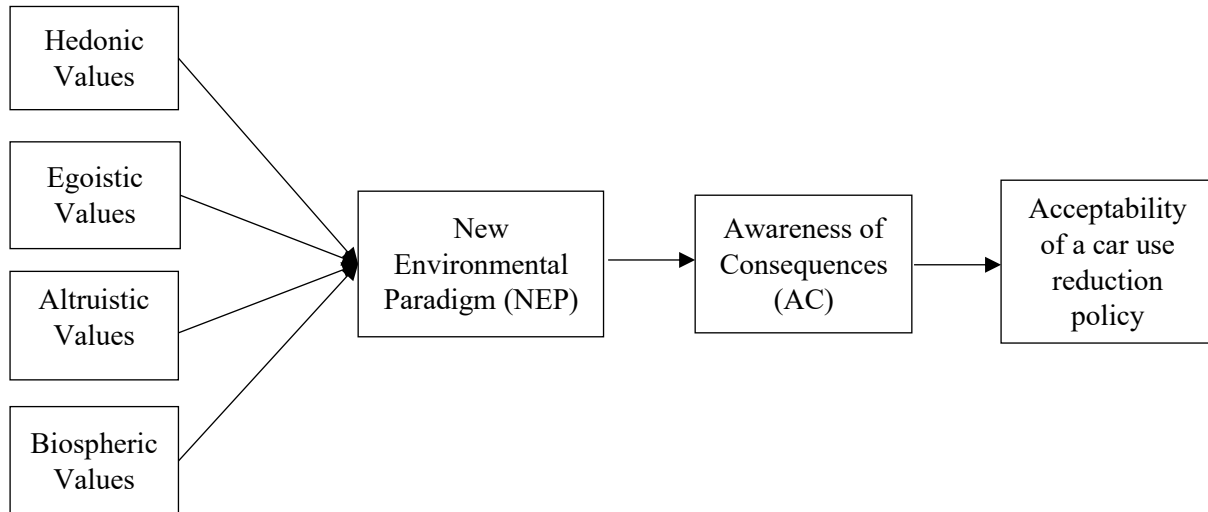 Hedonic
Values
Egoistic
Values
Altruistic
Values
Biospheric
Values
New
Environmental
Paradigm (NEP)
Awareness of
Consequences
(AC)
Acceptability
of a car use
reduction
policy